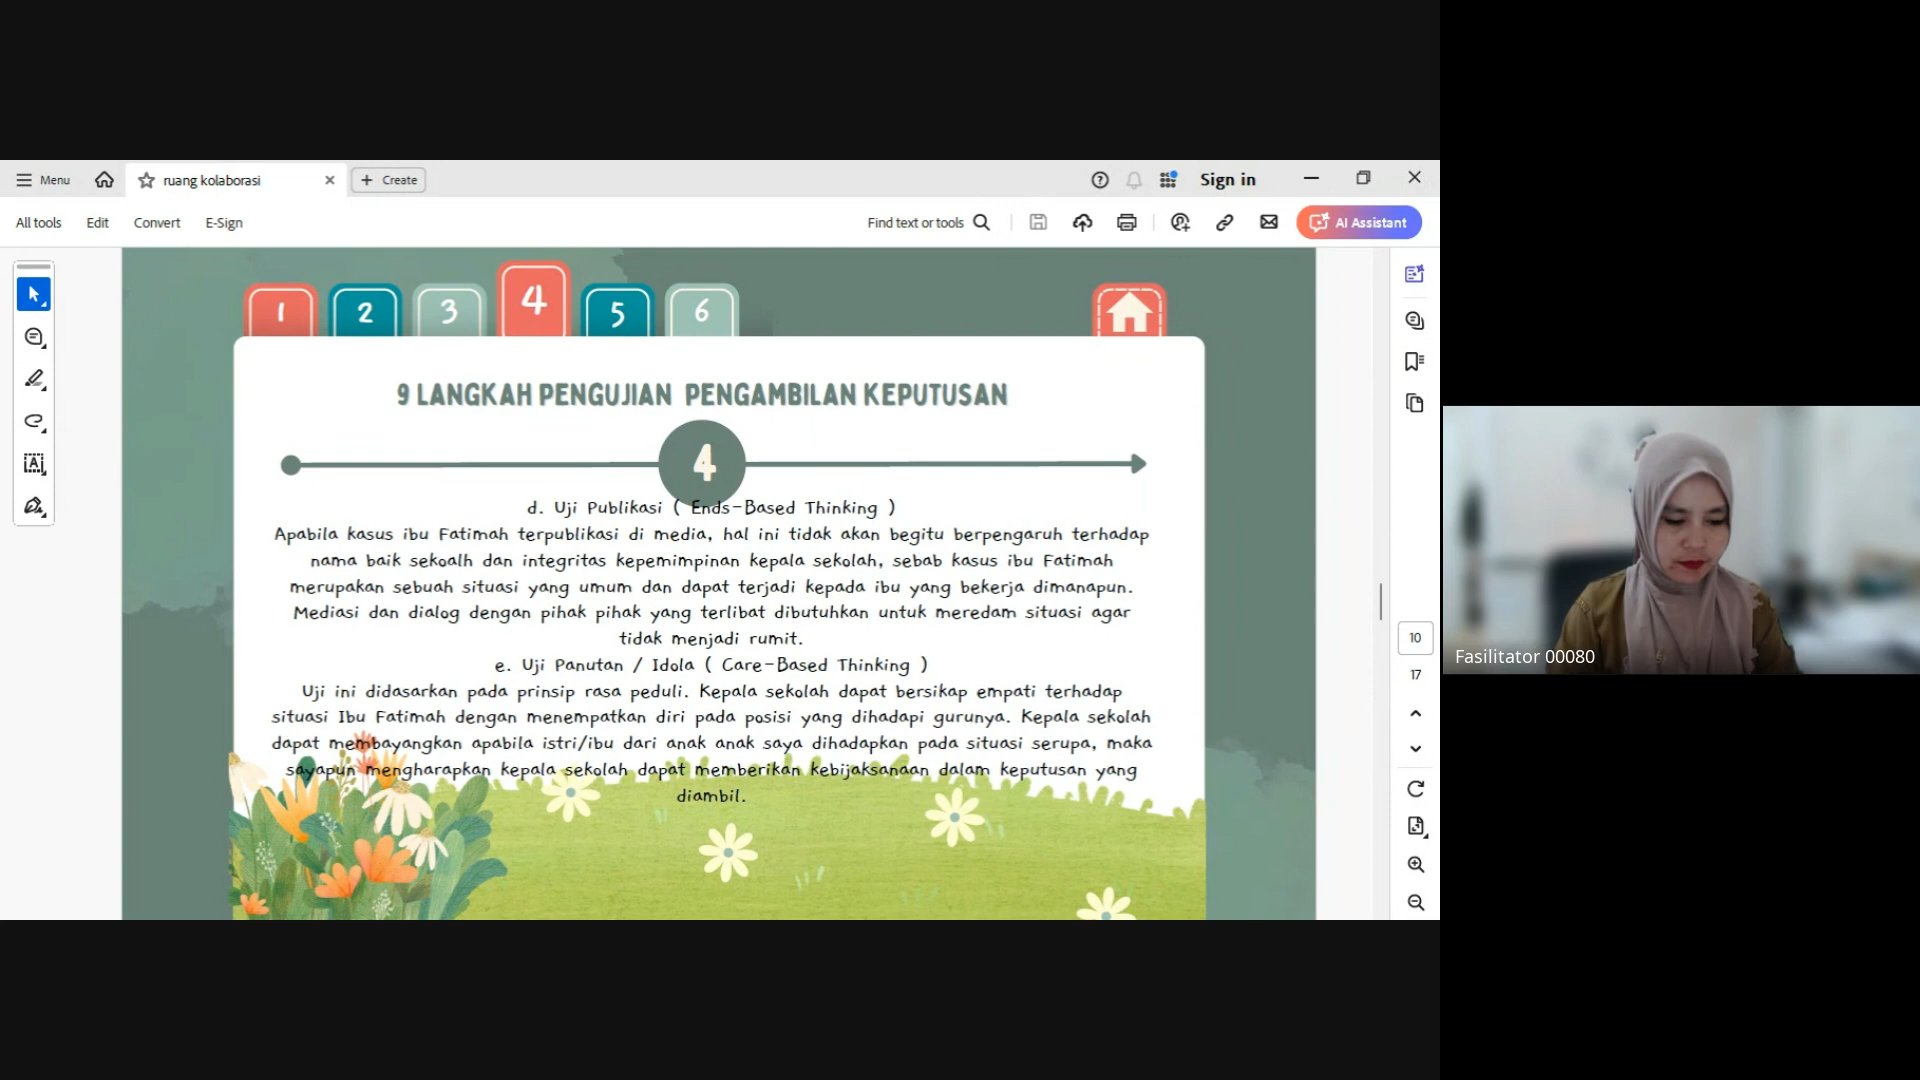 Menu
ruang kolaborasi
Create
Sign in
All tools
Edit
Convert
E-Sign
Find text or tools
AI Assistant
1
2
3
4
5
6
9 LANGKAH PENGUJIAN PENGAMBILAN KEPUTUSAN
4
d. Uji Publikasi ( Ends-Based Thinking )
Apabila kasus ibu Fatimah terpublikasi di media, hal ini tidak akan begitu berpengaruh terhadap
nama baik sekoalh dan integritas kepemimpinan kepala sekolah, sebab kasus ibu Fatimah
merupakan sebuah situasi yang umum dan dapat terjadi kepada ibu yang bekerja dimanapun.
Mediasi dan dialog dengan pihak pihak yang terlibat dibutuhkan untuk meredam situasi agar
tidak menjadi rumit.
e. Uji Panutan / Idola ( Care-Based Thinking )
Uji ini didasarkan pada prinsip rasa peduli. Kepala sekolah dapat bersikap empati terhadap
situasi Ibu Fatimah dengan menempatkan diri pada posisi yang dihadapi gurunya. Kepala sekolah
dapat membayangkan apabila istri/ibu dari anak anak saya dihadapkan pada situasi serupa, maka
sayapun mengharapkan kepala sekolah dapat memberikan kebijaksanaan dalam keputusan yang
diambil.
10
17
Fasilitator 00080